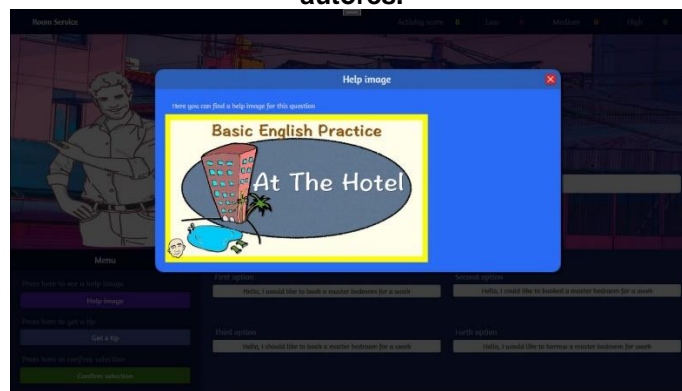 autores.
Room Service
Activity score
Low
Medium
High
Help image
Here you can find a help image for this question
Basic English Practice
At The Hotel
Menu
Press here to see a help image
Help image
Press here to get a tip
Get a tip
Press here to confirm selection
Confirm selection
First option
Hello, I would like to book a master bedroom for a week
Second option
Hello, I could like to booked a master bedroom for a week
Third option
Hello, I should like to book a master bedroom for a week
Forth option
Hello, I would like to borrow a master bedroom for week